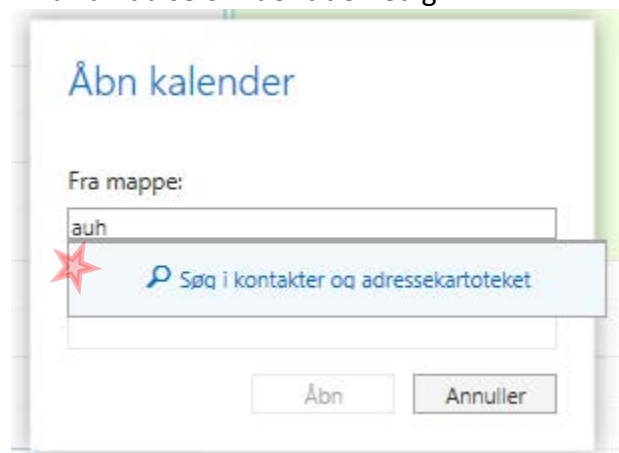 Åbn kalender
Fra mappe:
auh
Søg i kontakter og adressekartoteket
Åbn
Annuller